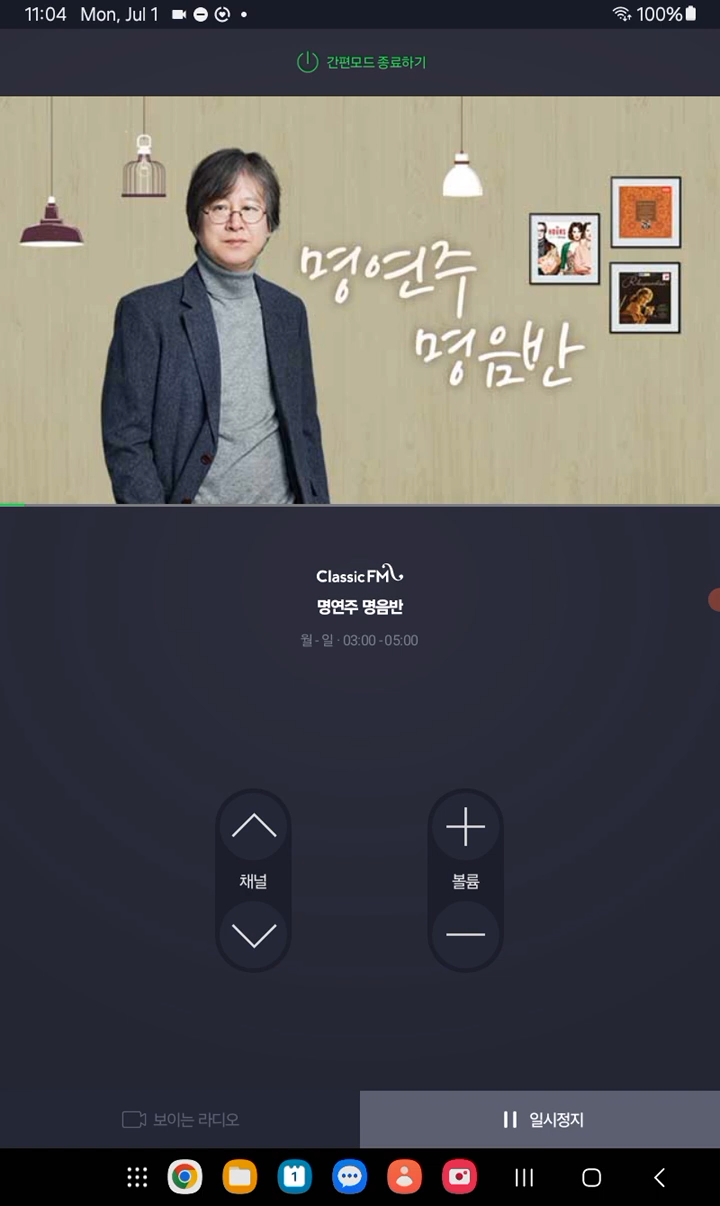 11:04 Mon, Jul 1 100%
간편모드 종료하기
명연주
명음반
Classic FM
명연주 명음반
월 - 일 · 03:00 - 05:00
채널
볼륨
보이는 라디오
일시정지
1